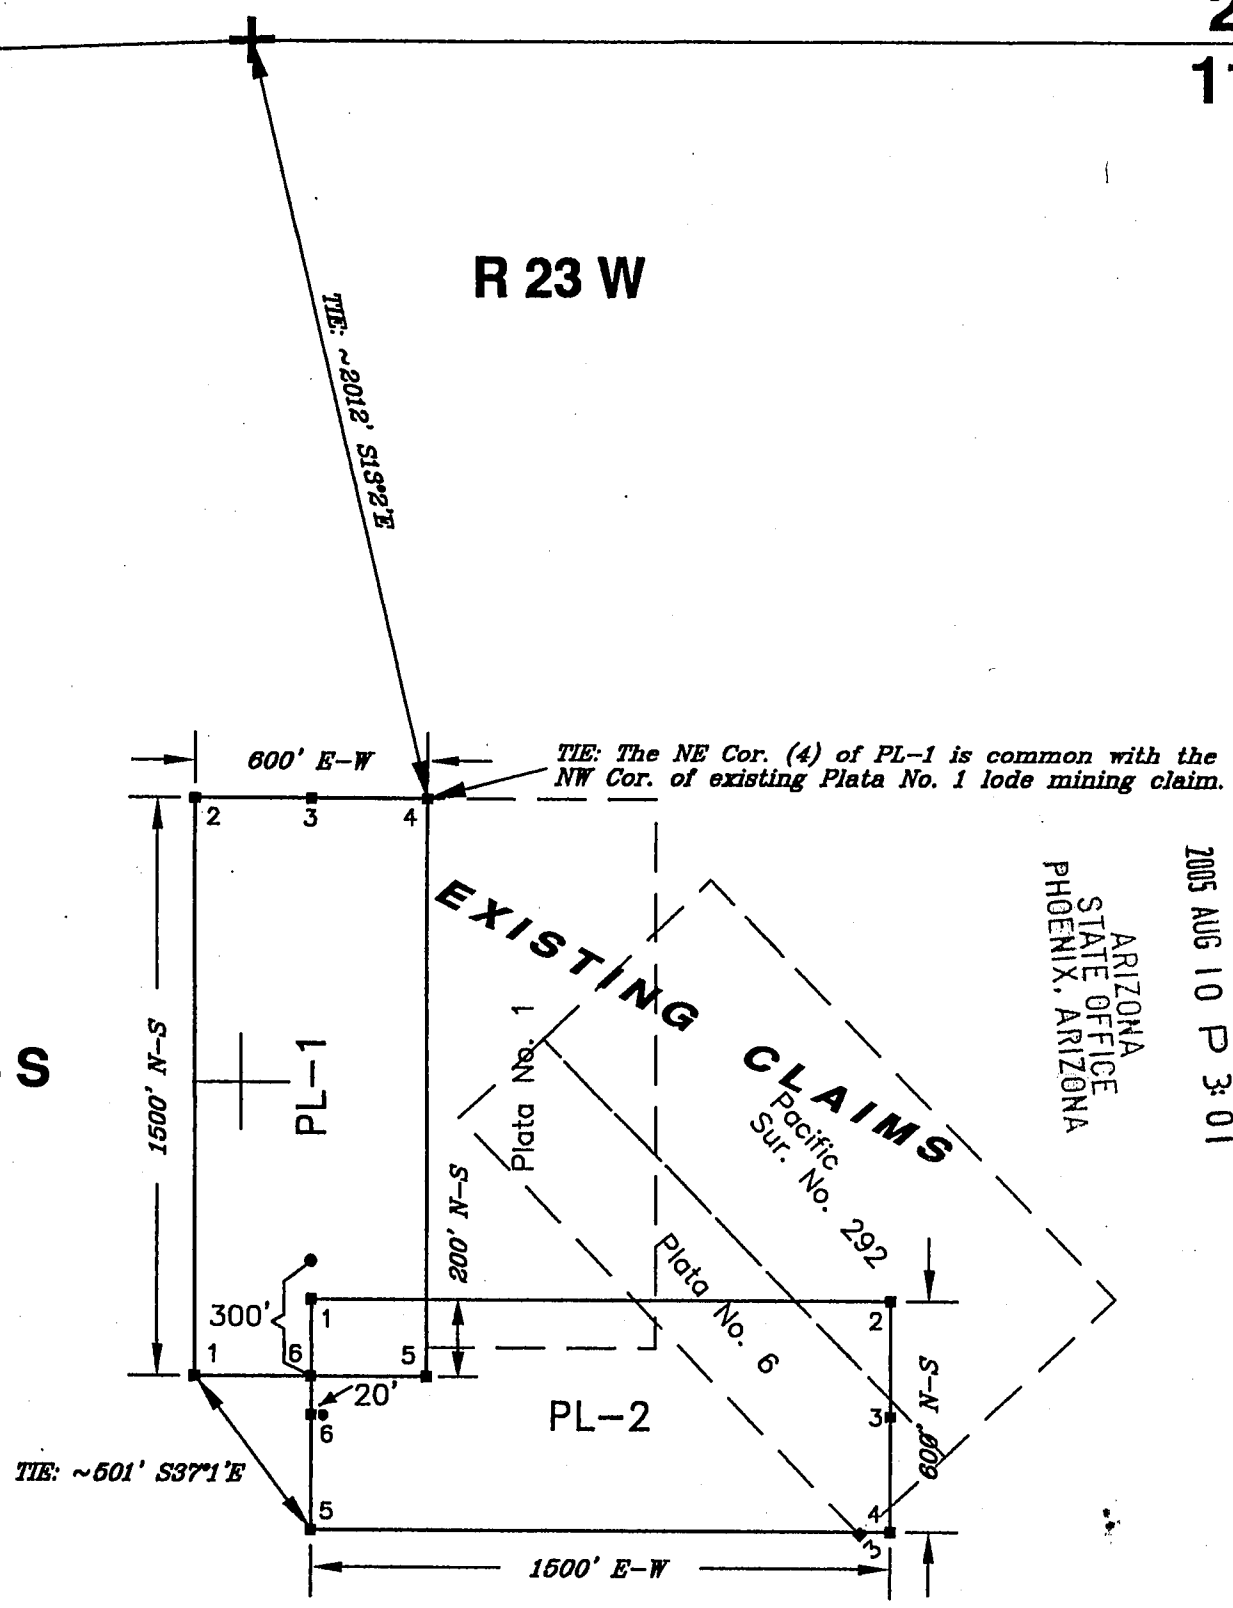 2
11
R 23 W
TIE: ~2012' S13°2'E
600' E-W
TIE: The NE Cor. (4) of PL-1 is common with the
NW Cor. of existing Plata No. 1 lode mining claim.
2
3
4
2005 AUG 10 P 3:01
ARIZONA
STATE OFFICE
PHOENIX, ARIZONA
EXISTING CLAIMS
S
1500' N-S
PL-1
Plata No. 1
Pacific
Sur. No. 292
200' N-S
Plata No. 6
300'
1
2
1
6
5
20'
PL-2
3
600' N-S
6
TIE: ~501' S37°1'E
5
4
3
1500' E-W